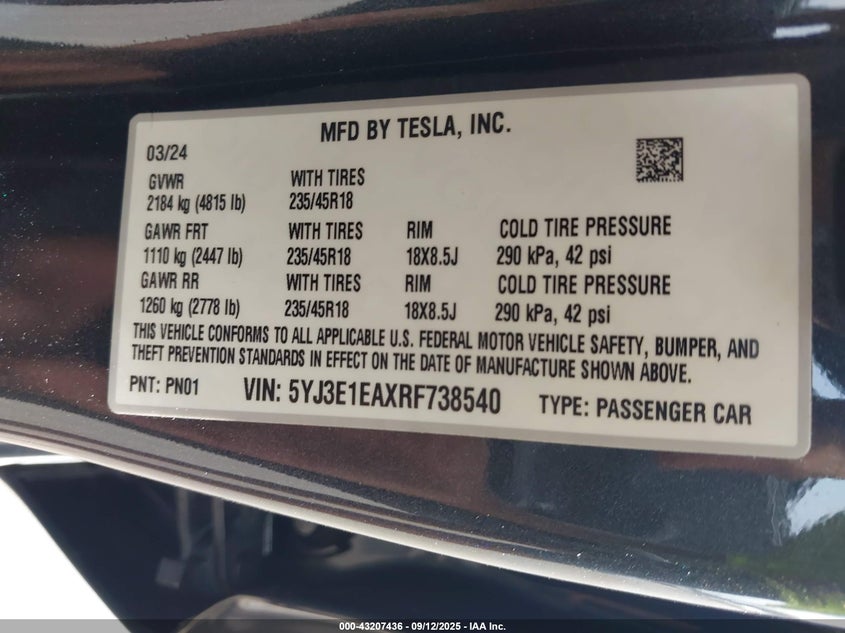 MFD BY TESLA, INC.
03/24
GVWR WITH TIRES
2184 kg (4815 lb) 235/45R18
GAWR FRT WITH TIRES RIM COLD TIRE PRESSURE
1110 kg (2447 lb) 235/45R18 18X8.5J 290 kPa, 42 psi
GAWR RR WITH TIRES RIM COLD TIRE PRESSURE
1260 kg (2778 lb) 235/45R18 18X8.5J 290 kPa, 42 psi
THIS VEHICLE CONFORMS TO ALL APPLICABLE U.S. FEDERAL MOTOR VEHICLE SAFETY, BUMPER, AND
THEFT PREVENTION STANDARDS IN EFFECT ON THE DATE OF MANUFACTURE SHOWN ABOVE.
PNT: PN01 VIN: 5YJ3E1EAXRF738540 TYPE: PASSENGER CAR
000-43207436 - 09/12/2025 - IAA Inc.